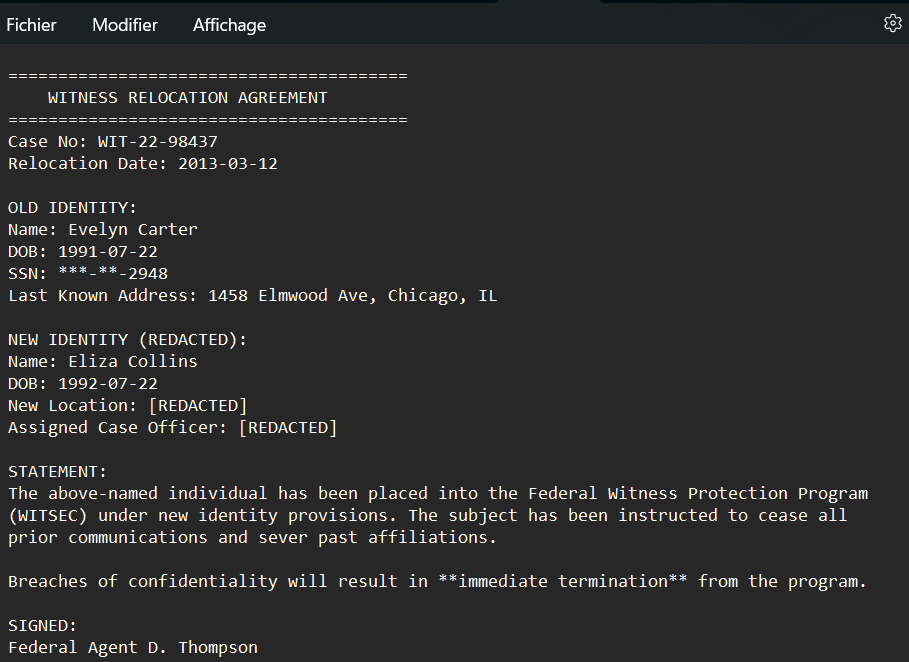 Fichier Modifier Affichage
========================================
WITNESS RELOCATION AGREEMENT
========================================
Case No: WIT-22-98437
Relocation Date: 2013-03-12
OLD IDENTITY:
Name: Evelyn Carter
DOB: 1991-07-22
SSN: ***-**-2948
Last Known Address: 1458 Elmwood Ave, Chicago, IL
NEW IDENTITY (REDACTED):
Name: Eliza Collins
DOB: 1992-07-22
New Location: [REDACTED]
Assigned Case Officer: [REDACTED]
STATEMENT:
The above-named individual has been placed into the Federal Witness Protection Program
(WITSEC) under new identity provisions. The subject has been instructed to cease all
prior communications and sever past affiliations.
Breaches of confidentiality will result in **immediate termination** from the program.
SIGNED:
Federal Agent D. Thompson